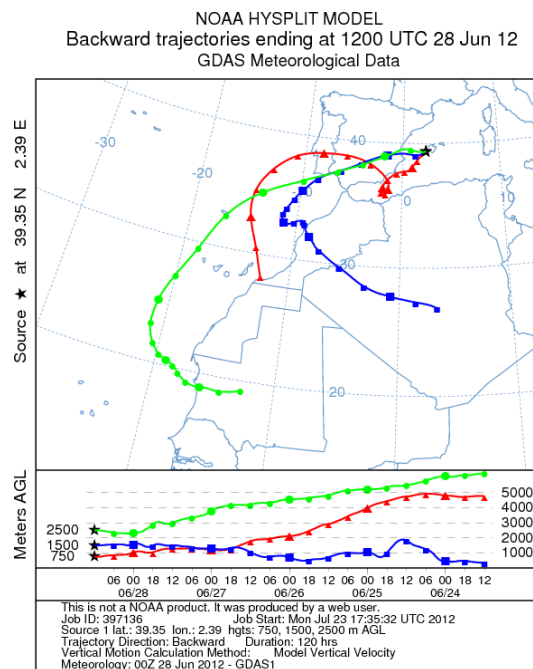 NOAA HYSPLIT MODEL
Backward trajectories ending at 1200 UTC 28 Jun 12
GDAS Meteorological Data
Source ★ at 39.35 N 2.39 E
-30
-20
-10
0
10
40
30
20
Meters AGL
2500
1500
750
5000
4000
3000
2000
1000
06 00 18 12 06 00 18 12 06 00 18 12 06 00 18 12 06 00 18 12
06/28 06/27 06/26 06/25 06/24
This is not a NOAA product. It was produced by a web user.
Job ID: 397136 Job Start: Mon Jul 23 17:35:32 UTC 2012
Source 1 lat.: 39.35 lon.: 2.39 hgts: 750, 1500, 2500 m AGL
Trajectory Direction: Backward Duration: 120 hrs
Vertical Motion Calculation Method: Model Vertical Velocity
Meteorology: 00Z 28 Jun 2012 - GDAS1